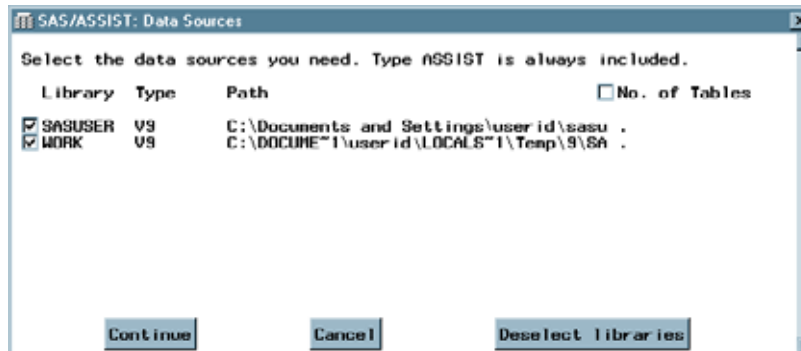 SAS/ASSIST: Data Sources
Select the data sources you need. Type ASSIST is always included.
Library Type Path No. of Tables
SASUSER V9 C:\Documents and Settings\userid\sasu .
WORK V9 C:\DOCUME~1\userid\LOCALS~1\Temp\9\SA .
Continue Cancel Deselect libraries